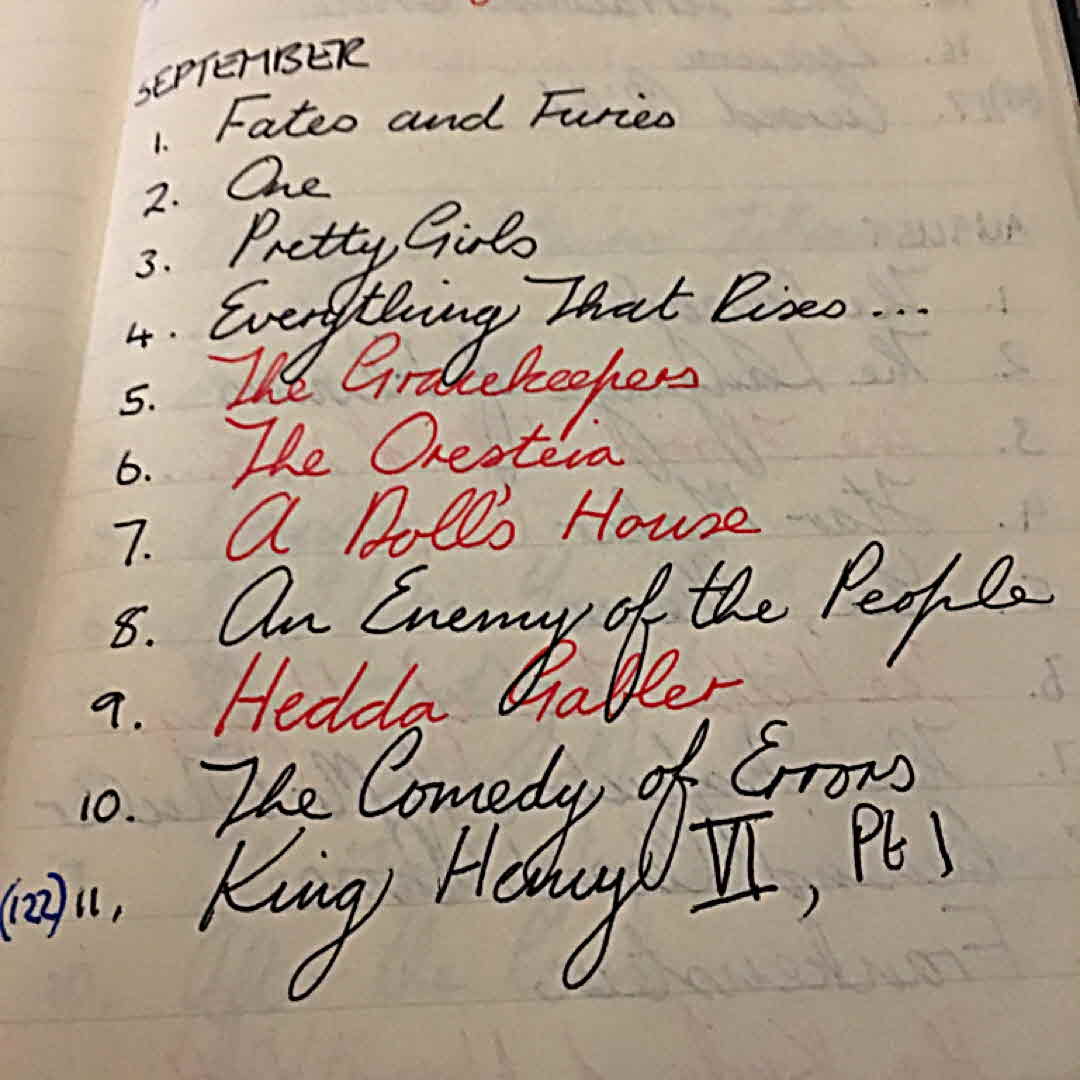 SEPTEMBER
1. Fates and Furies
2. One
3. Pretty Girls
4. Everything That Rises ...
5. The Gracekeepers
6. The Oresteia
7. A Doll's House
8. An Enemy of the People
9. Hedda Gabler
10. The Comedy of Errors
(122) 11, King Henry VI, Pt 1